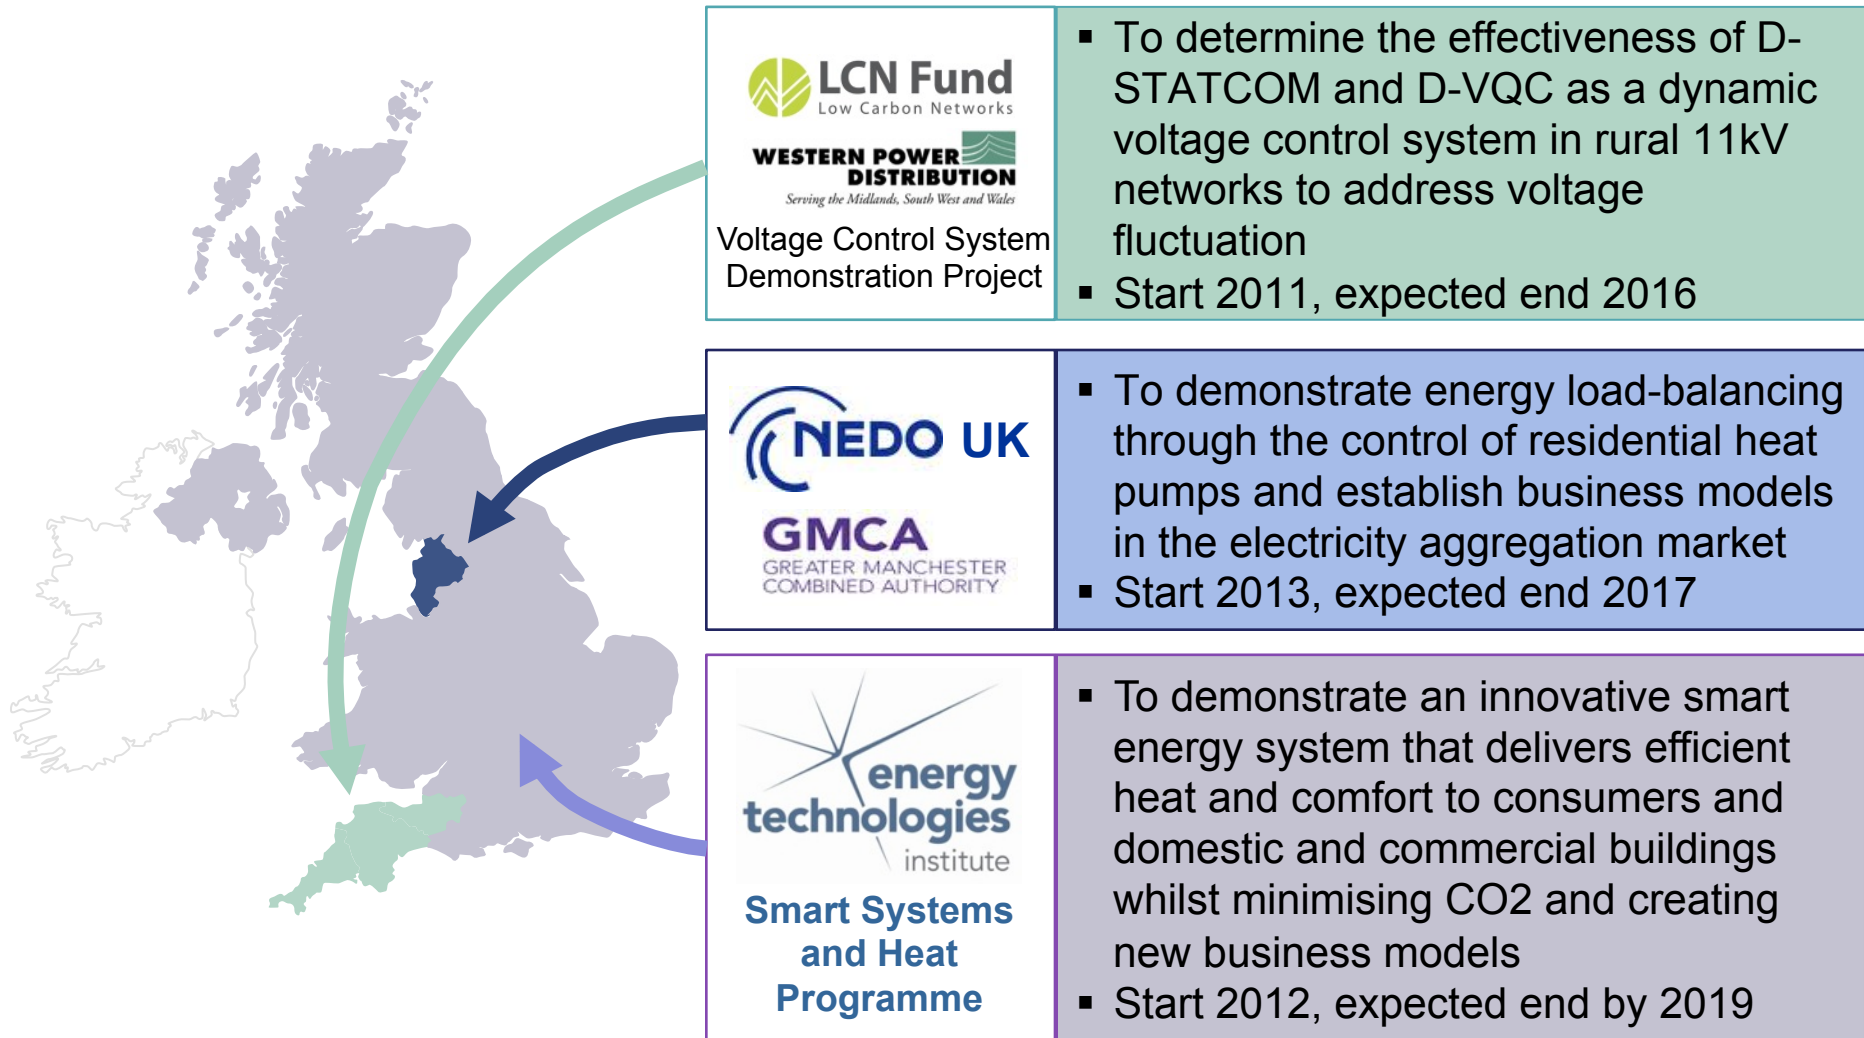 LCN Fund
Low Carbon Networks
WESTERN POWER
DISTRIBUTION
Serving the Midlands, South West and Wales
Voltage Control System
Demonstration Project
▪ To determine the effectiveness of D-
STATCOM and D-VQC as a dynamic
voltage control system in rural 11kV
networks to address voltage
fluctuation
▪ Start 2011, expected end 2016
NEDO UK
GMCA
GREATER MANCHESTER
COMBINED AUTHORITY
▪ To demonstrate energy load-balancing
through the control of residential heat
pumps and establish business models
in the electricity aggregation market
▪ Start 2013, expected end 2017
energy
technologies
institute
Smart Systems
and Heat
Programme
▪ To demonstrate an innovative smart
energy system that delivers efficient
heat and comfort to consumers and
domestic and commercial buildings
whilst minimising CO2 and creating
new business models
▪ Start 2012, expected end by 2019